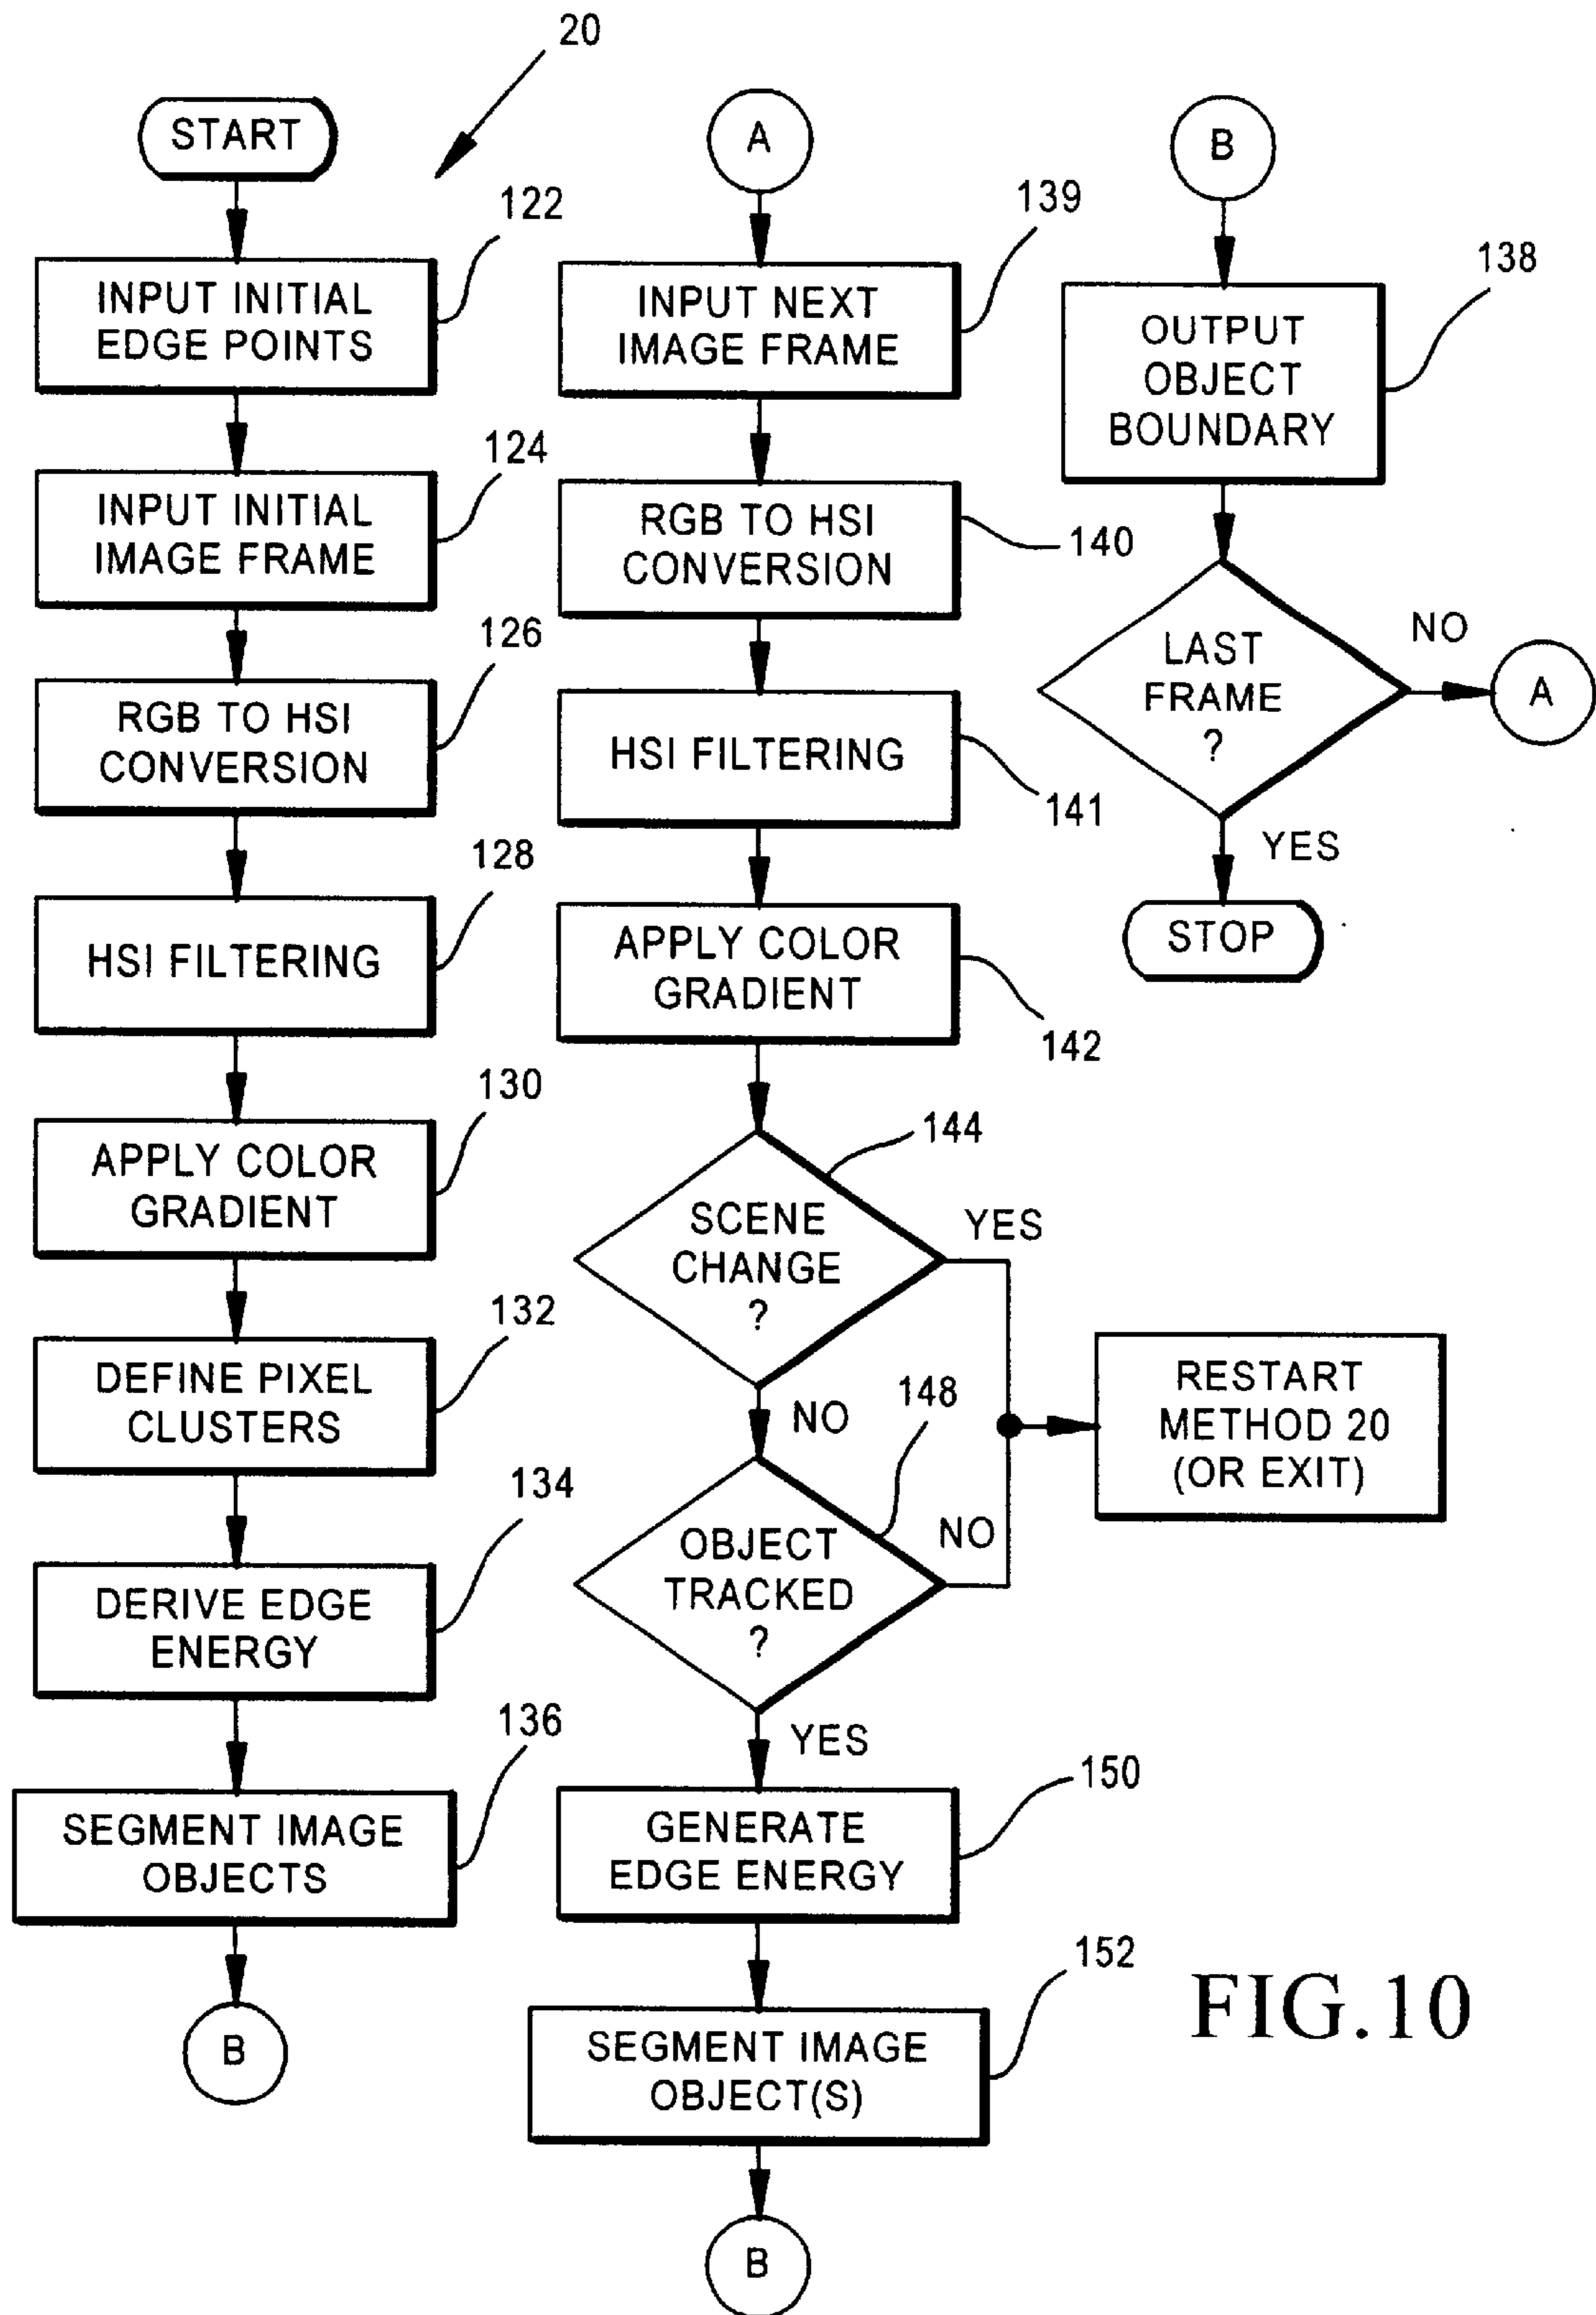 20
START
122
INPUT INITIAL
EDGE POINTS
124
INPUT INITIAL
IMAGE FRAME
126
RGB TO HSI
CONVERSION
128
HSI FILTERING
130
APPLY COLOR
GRADIENT
132
DEFINE PIXEL
CLUSTERS
134
DERIVE EDGE
ENERGY
136
SEGMENT IMAGE
OBJECTS
B
A
139
INPUT NEXT
IMAGE FRAME
RGB TO HSI
CONVERSION
140
HSI FILTERING
141
APPLY COLOR
GRADIENT
142
144
SCENE
CHANGE
?
YES
NO
148
OBJECT
TRACKED
?
NO
YES
RESTART
METHOD 20
(OR EXIT)
150
GENERATE
EDGE ENERGY
152
SEGMENT IMAGE
OBJECT(S)
B
B
138
OUTPUT
OBJECT
BOUNDARY
LAST
FRAME
?
NO
A
YES
STOP
FIG.10